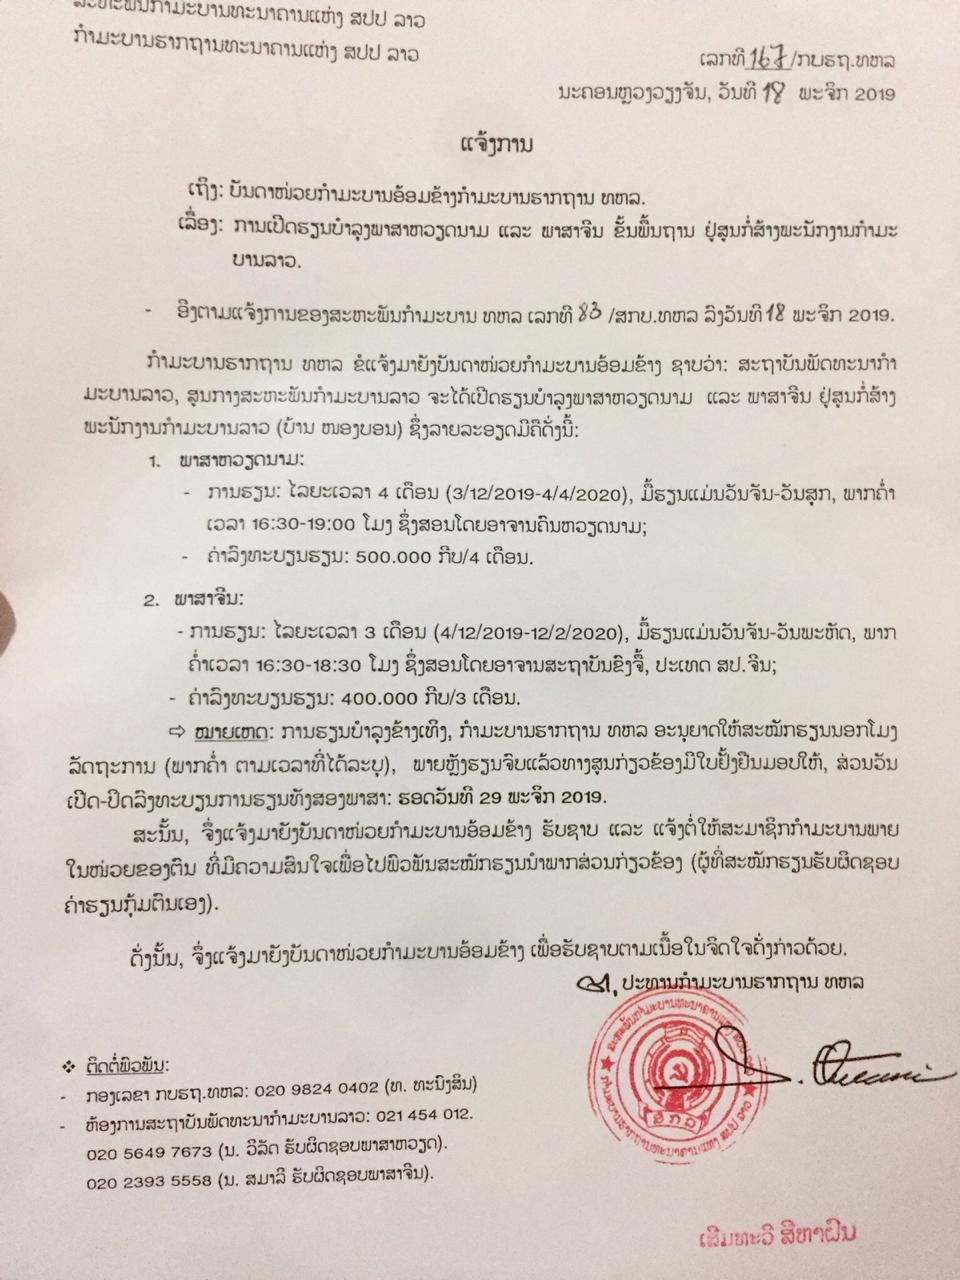 ສະຫະພັນກຳມະບານທະນາຄານແຫ່ງ ສປປ ລາວ
ກຳມະບານຮາກຖານທະນາຄານແຫ່ງ ສປປ ລາວ
ເລກທີ 167/ກບຮຖ.ທຫລ
ນະຄອນຫຼວງວຽງຈັນ, ວັນທີ 18 ພະຈິກ 2019
ແຈ້ງການ
ເຖິງ: ບັນດາໜ່ວຍກຳມະບານອ້ອມຂ້າງກຳມະບານຮາກຖານ ທຫລ.
ເລື່ອງ: ການເປີດຮຽນບຳລຸງພາສາຫວຽດນາມ ແລະ ພາສາຈີນ ຂັ້ນພື້ນຖານ ຢູ່ສູນກໍ່ສ້າງພະນັກງານກຳມະ
ບານລາວ.
- ອີງຕາມແຈ້ງການຂອງສະຫະພັນກຳມະບານ ທຫລ ເລກທີ 83 /ສກບ.ທຫລ ລົງວັນທີ 18 ພະຈິກ 2019.
ກຳມະບານຮາກຖານ ທຫລ ຂໍແຈ້ງມາຍັງບັນດາໜ່ວຍກຳມະບານອ້ອມຂ້າງ ຊາບວ່າ: ສະຖາບັນພັດທະນາກຳ
ມະບານລາວ, ສູນກາງສະຫະພັນກຳມະບານລາວ ຈະໄດ້ເປີດຮຽນບຳລຸງພາສາຫວຽດນາມ ແລະ ພາສາຈີນ ຢູ່ສູນກໍ່ສ້າງ
ພະນັກງານກຳມະບານລາວ (ບ້ານ ໜອງບອນ) ຊຶ່ງລາຍລະອຽດມີຄືດັ່ງນີ້:
1. ພາສາຫວຽດນາມ:
- ການຮຽນ: ໄລຍະເວລາ 4 ເດືອນ (3/12/2019-4/4/2020), ມື້ຮຽນແມ່ນວັນຈັນ-ວັນສຸກ, ພາກຄ່ຳ
ເວລາ 16:30-19:00 ໂມງ ຊຶ່ງສອນໂດຍອາຈານຄົນຫວຽດນາມ;
- ຄ່າລົງທະບຽນຮຽນ: 500.000 ກີບ/4 ເດືອນ.
2. ພາສາຈີນ:
- ການຮຽນ: ໄລຍະເວລາ 3 ເດືອນ (4/12/2019-12/2/2020), ມື້ຮຽນແມ່ນວັນຈັນ-ວັນພະຫັດ, ພາກ
ຄ່ຳເວລາ 16:30-18:30 ໂມງ ຊຶ່ງສອນໂດຍອາຈານສະຖາບັນຂົງຈື້, ປະເທດ ສປ.ຈີນ;
- ຄ່າລົງທະບຽນຮຽນ: 400.000 ກີບ/3 ເດືອນ.
⇨ ໝາຍເຫດ: ການຮຽນບຳລຸງຂ້າງເທິງ, ກຳມະບານຮາກຖານ ທຫລ ອະນຸຍາດໃຫ້ສະໝັກຮຽນນອກໂມງ
ລັດຖະການ (ພາກຄ່ຳ ຕາມເວລາທີ່ໄດ້ລະບຸ), ພາຍຫຼັງຮຽນຈົບແລ້ວທາງສູນກ່ຽວຂ້ອງມີໃບຢັ້ງຢືນມອບໃຫ້, ສ່ວນວັນ
ເປີດ-ປິດລົງທະບຽນການຮຽນທັງສອງພາສາ: ຮອດວັນທີ 29 ພະຈິກ 2019.
ສະນັ້ນ, ຈຶ່ງແຈ້ງມາຍັງບັນດາໜ່ວຍກຳມະບານອ້ອມຂ້າງ ຮັບຊາບ ແລະ ແຈ້ງຕໍ່ໃຫ້ສະມາຊິກກຳມະບານພາຍ
ໃນໜ່ວຍຂອງຕົນ ທີ່ມີຄວາມສົນໃຈເພື່ອໄປພົວພັນສະໝັກຮຽນນຳພາກສ່ວນກ່ຽວຂ້ອງ (ຜູ້ທີ່ສະໝັກຮຽນຮັບຜິດຊອບ
ຄ່າຮຽນກຸ້ມຕົນເອງ).
ດັ່ງນັ້ນ, ຈຶ່ງແຈ້ງມາຍັງບັນດາໜ່ວຍກຳມະບານອ້ອມຂ້າງ ເພື່ອຮັບຊາບຕາມເນື້ອໃນຈິດໃຈດັ່ງກ່າວດ້ວຍ.
ປະທານກຳມະບານຮາກຖານ ທຫລ
ສກລ
❖ ຕິດຕໍ່ພົວພັນ:
- ກອງເລຂາ ກບຮຖ.ທຫລ: 020 9824 0402 (ທ. ທະນົງສິນ)
- ຫ້ອງການສະຖາບັນພັດທະນາກຳມະບານລາວ: 021 454 012.
020 5649 7673 (ນ. ວິລັດ ຮັບຜິດຊອບພາສາຫວຽດ).
020 2393 5558 (ນ. ສມາລີ ຮັບຜິດຊອບພາສາຈີນ).
ເສີມທະວີ ສີຫາຝົນ